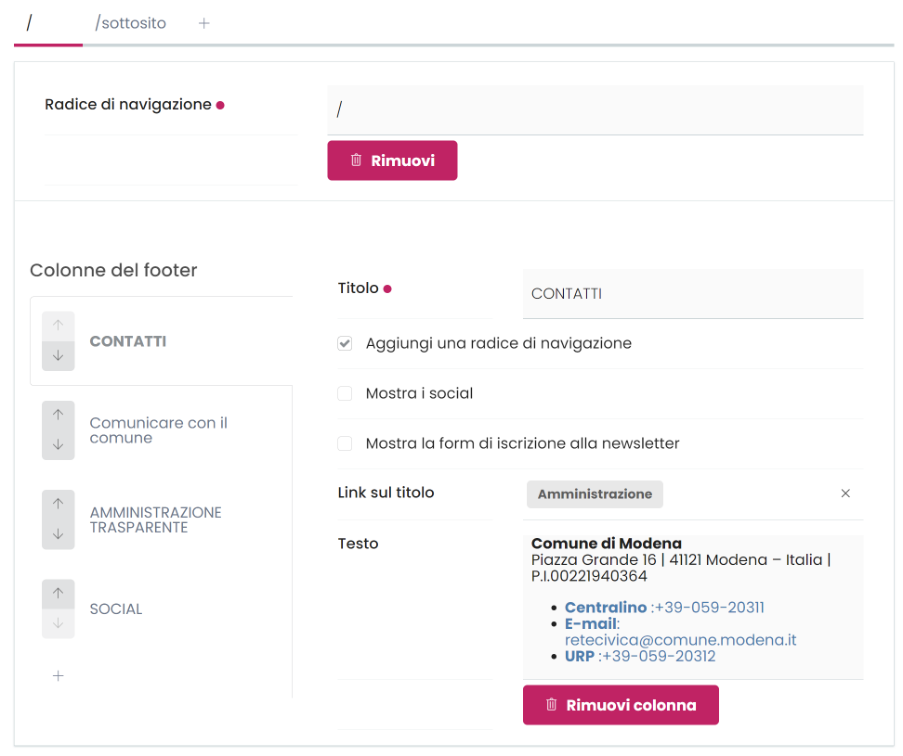 /
/sottosito
+
Radice di navigazione
/
Rimuovi
Colonne del footer
CONTATTI
Comunicare con il
comune
AMMINISTRAZIONE
TRASPARENTE
SOCIAL
+
Titolo
CONTATTI
Aggiungi una radice di navigazione
Mostra i social
Mostra la form di iscrizione alla newsletter
Link sul titolo
Amministrazione
Testo
Comune di Modena
Piazza Grande 16 | 41121 Modena – Italia |
P.I.00221940364
• Centralino :+39-059-20311
• E-mail:
retecivica@comune.modena.it
• URP :+39-059-20312
Rimuovi colonna